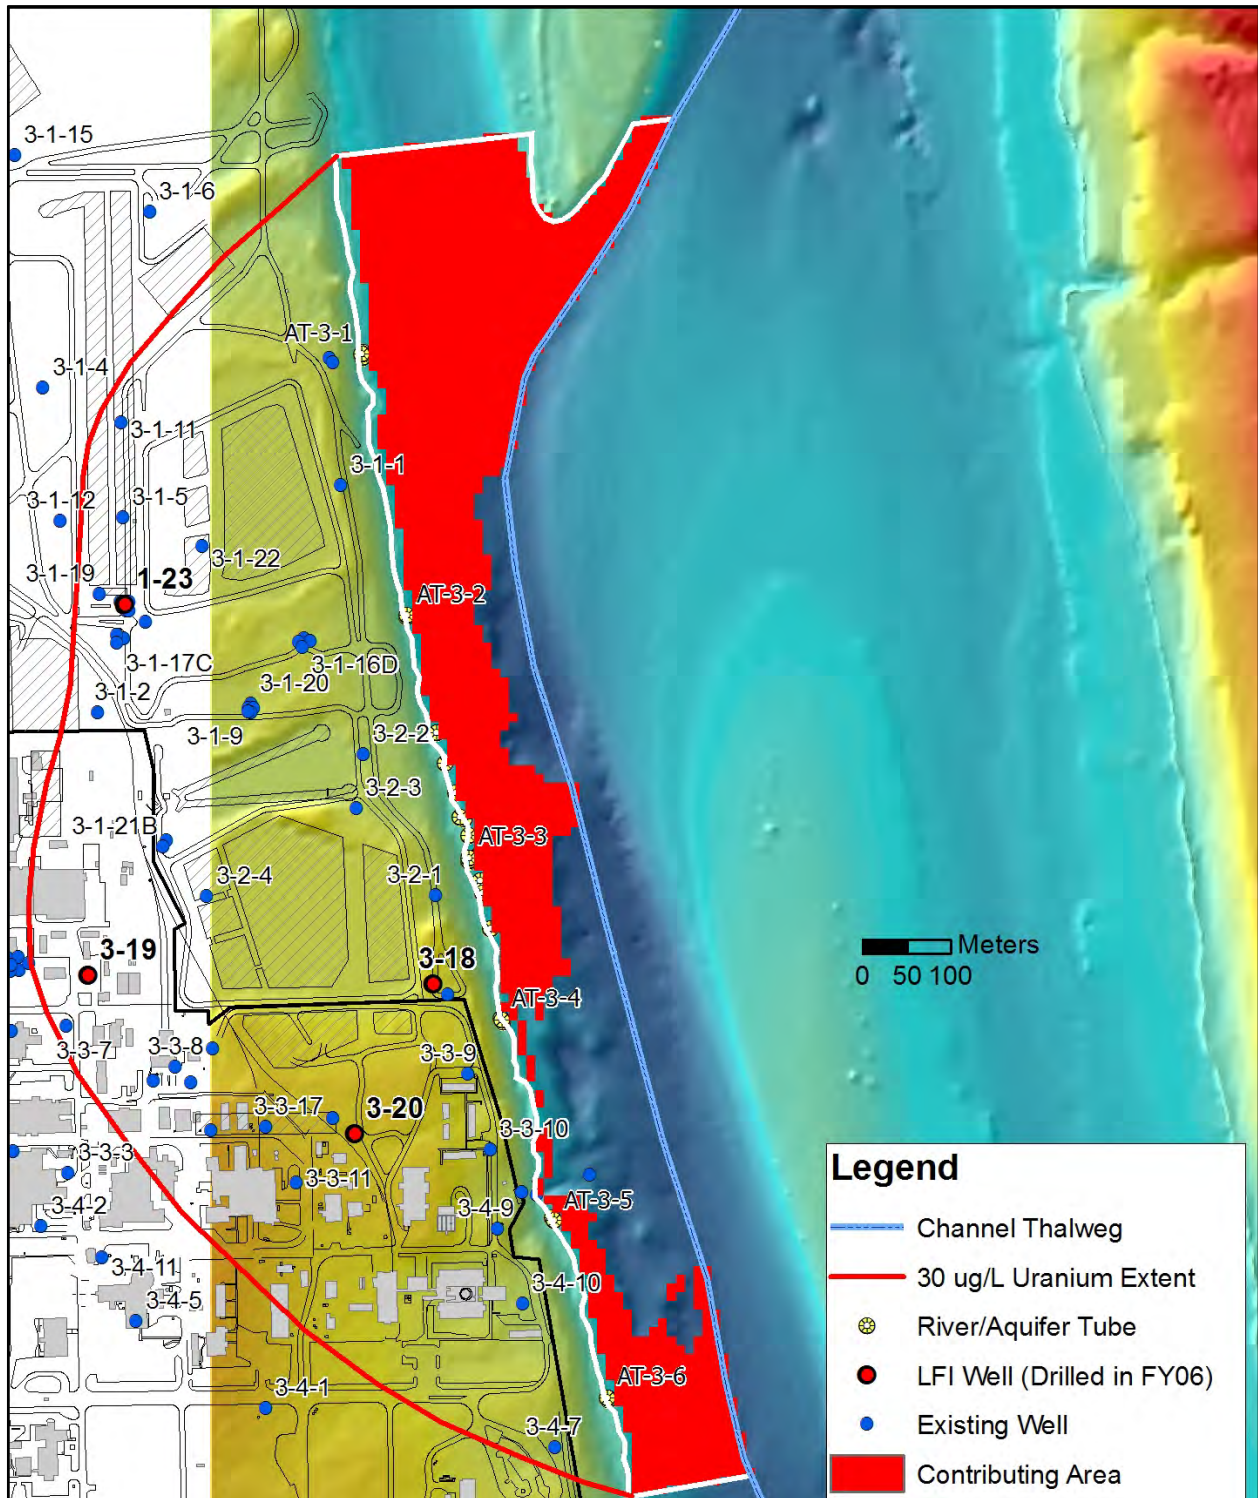 3-1-15
3-1-6
AT-3-1
3-1-4
3-1-11
3-1-1
3-1-12
3-1-5
3-1-22
3-1-19
1-23
AT-3-2
3-1-17C
3-1-16D
3-1-2
3-1-20
3-1-9
3-2-2
3-2-3
3-1-21B
AT-3-3
3-2-4
3-2-1
3-19
3-18
Meters
0 50 100
AT-3-4
3-3-7
3-3-8
3-3-9
3-3-17
3-20
3-3-10
3-3-3
3-3-11
AT-3-5
3-4-2
3-4-9
3-4-11
3-4-10
3-4-5
AT-3-6
3-4-1
3-4-7
Legend
Channel Thalweg
30 ug/L Uranium Extent
River/Aquifer Tube
LFI Well (Drilled in FY06)
Existing Well
Contributing Area